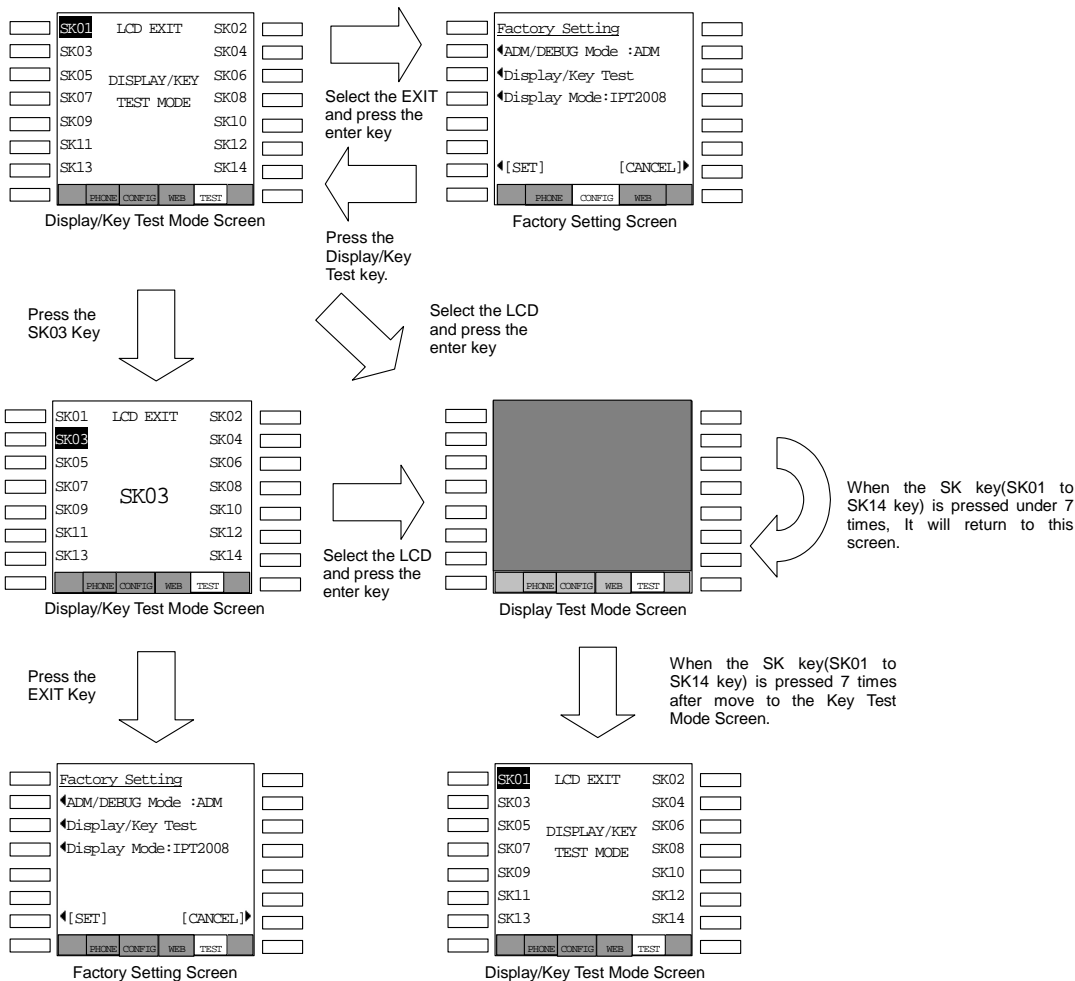 SK01 LCD EXIT SK02
SK03 SK04
SK05 DISPLAY/KEY SK06
SK07 TEST MODE SK08
SK09 SK10
SK11 SK12
SK13 SK14
PHONE CONFIG WEB TEST
Display/Key Test Mode Screen
Select the EXIT
and press the
enter key
Press the
Display/Key
Test key.
Factory Setting
ADM/DEBUG Mode :ADM
Display/Key Test
Display Mode:IPT2008
[SET] [CANCEL]
PHONE CONFIG WEB
Factory Setting Screen
Press the
SK03 Key
Select the LCD
and press the
enter key
SK01 LCD EXIT SK02
SK03 SK04
SK05 SK06
SK07 SK03 SK08
SK09 SK10
SK11 SK12
SK13 SK14
PHONE CONFIG WEB TEST
Display/Key Test Mode Screen
Select the LCD
and press the
enter key
PHONE CONFIG WEB TEST
Display Test Mode Screen
When the SK key(SK01 to
SK14 key) is pressed under 7
times, It will return to this
screen.
Press the
EXIT Key
When the SK key(SK01 to
SK14 key) is pressed 7 times
after move to the Key Test
Mode Screen.
Factory Setting
ADM/DEBUG Mode :ADM
Display/Key Test
Display Mode:IPT2008
[SET] [CANCEL]
PHONE CONFIG WEB TEST
Factory Setting Screen
SK01 LCD EXIT SK02
SK03 SK04
SK05 DISPLAY/KEY SK06
SK07 TEST MODE SK08
SK09 SK10
SK11 SK12
SK13 SK14
PHONE CONFIG WEB TEST
Display/Key Test Mode Screen